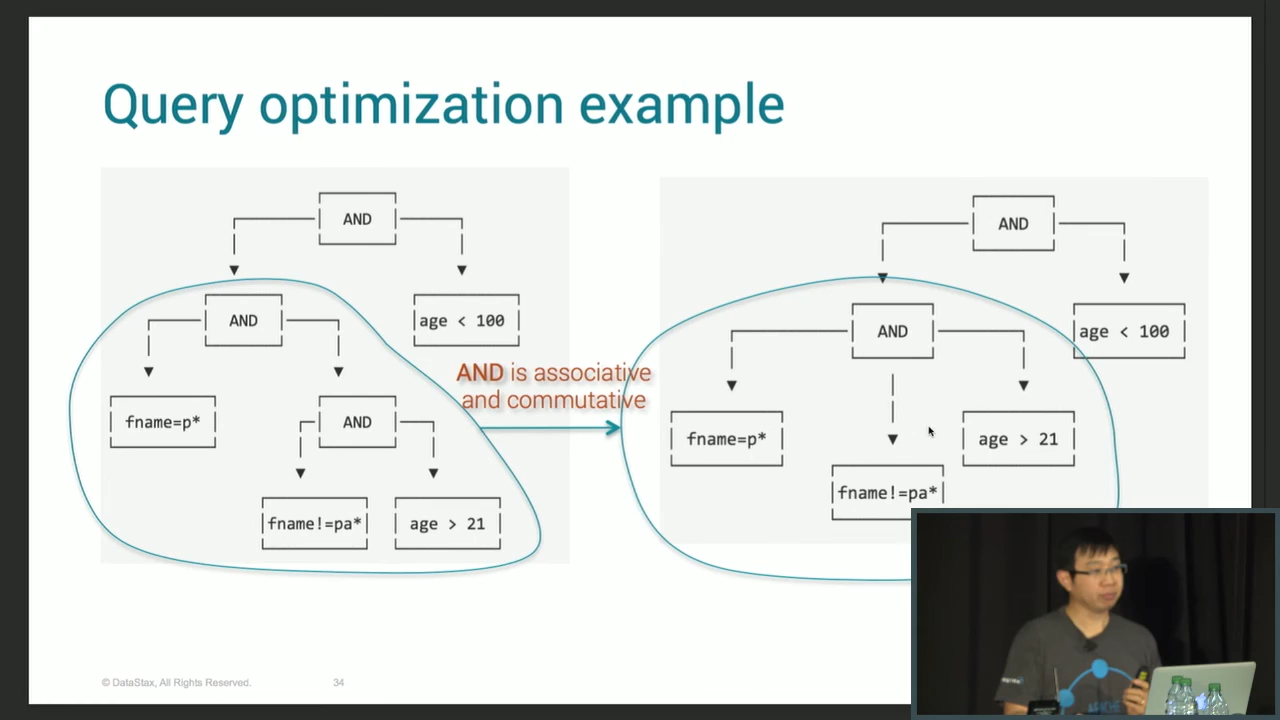 Query optimization example
AND
AND
age < 100
fname=p*
AND
fname!=pa*
age > 21
AND is associative
and commutative
AND
AND
age < 100
fname=p*
age > 21
fname!=pa*
© DataStax, All Rights Reserved.
34